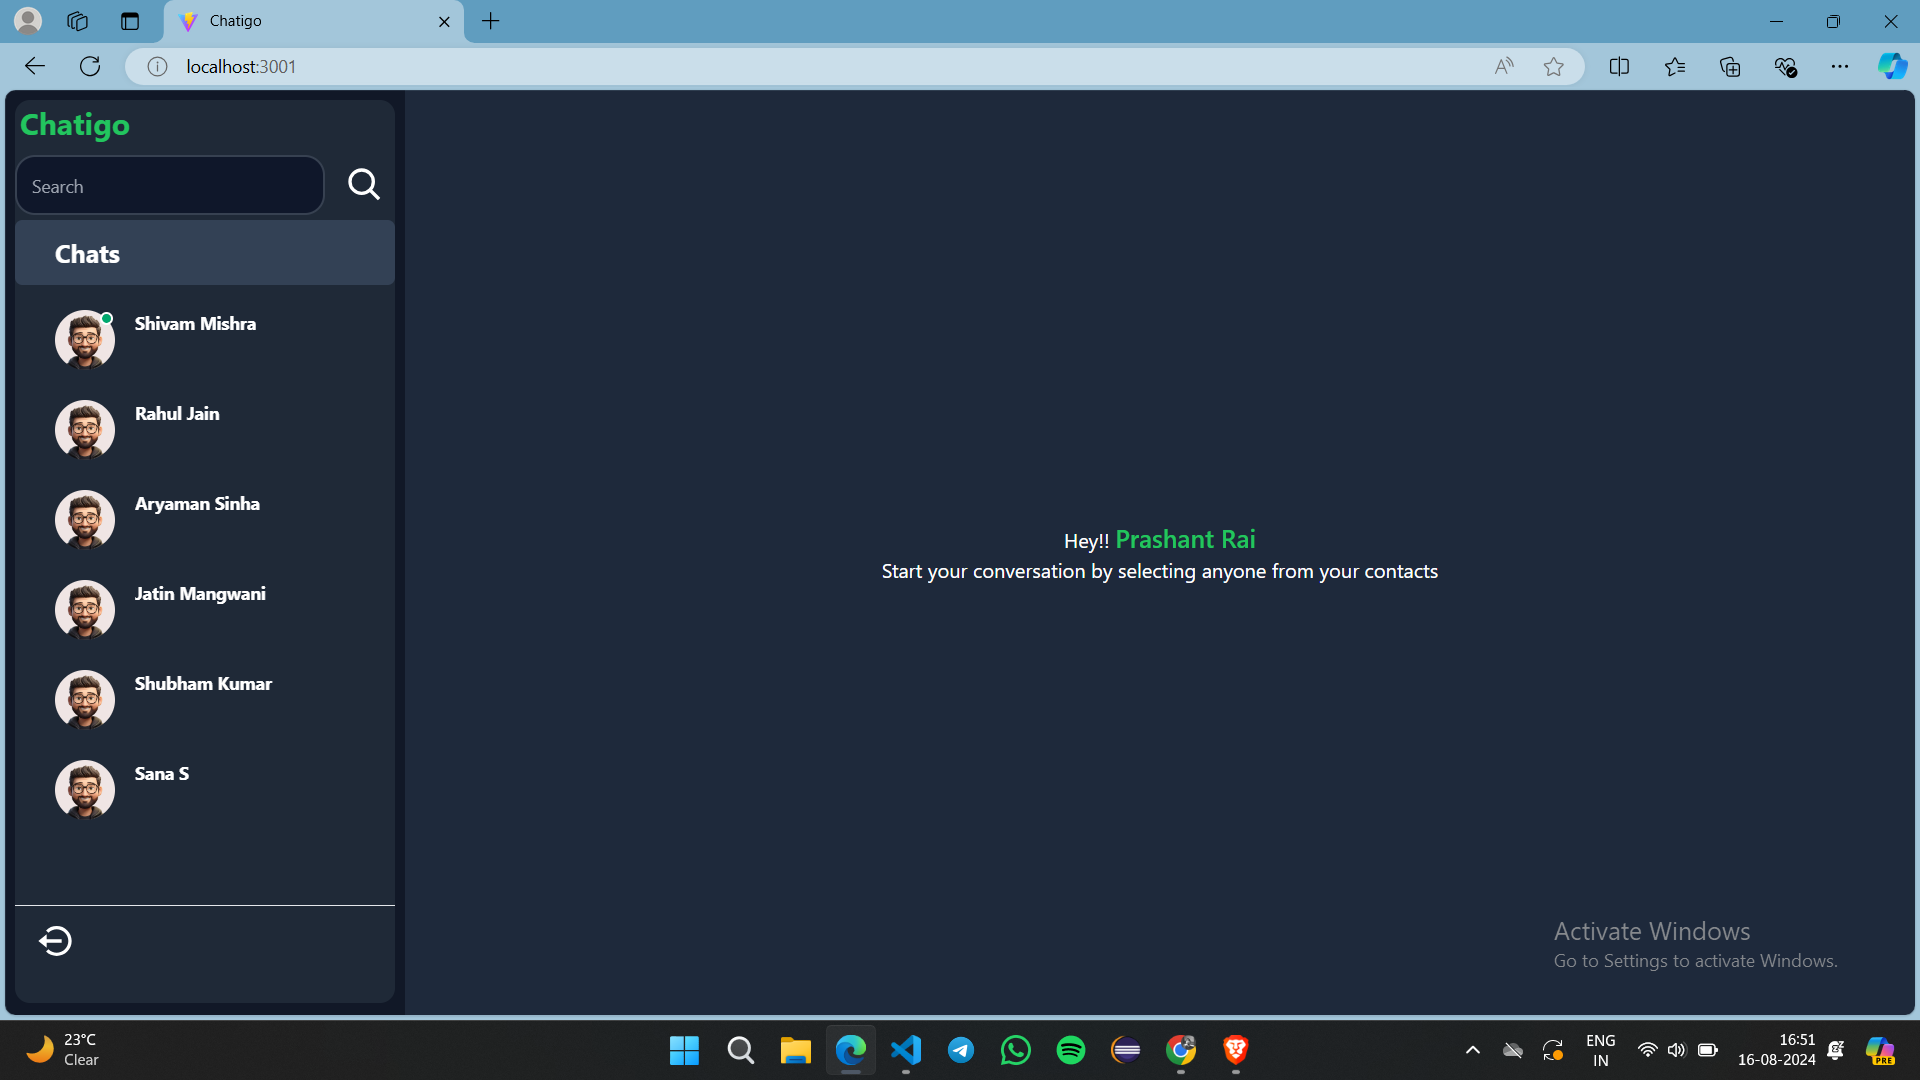 Chatigo
localhost:3001
Chatigo
Search
Chats
Shivam Mishra
Rahul Jain
Aryaman Sinha
Jatin Mangwani
Shubham Kumar
Sana S
Hey!! Prashant Rai
Start your conversation by selecting anyone from your contacts
Activate Windows
Go to Settings to activate Windows.
23°C
Clear
ENG
IN
16:51
16-08-2024
PRE